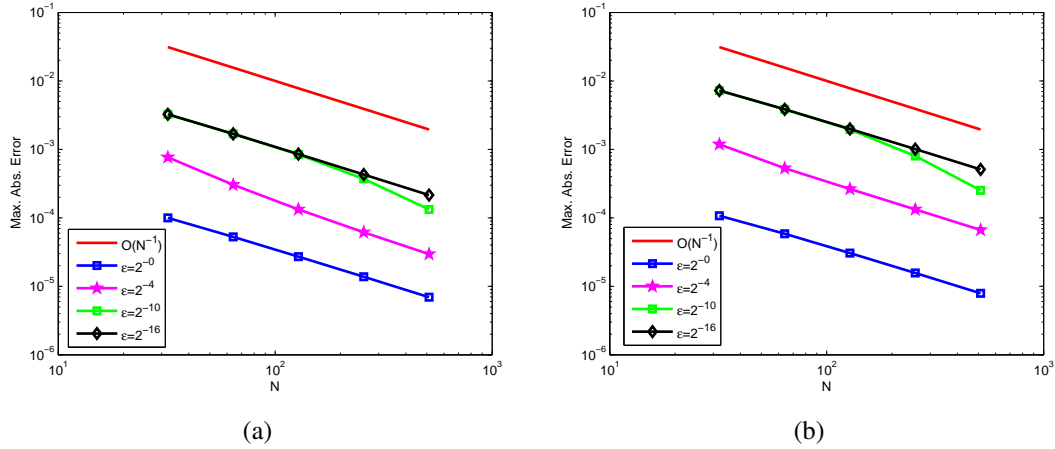 10^{-1}
10^{-2}
10^{-3}
10^{-4}
10^{-5}
10^{-6}
Max. Abs. Error
O(N^{-1})
ε=2^{-0}
ε=2^{-4}
ε=2^{-10}
ε=2^{-16}
10^{1}
10^{2}
10^{3}
N
(a)
10^{-1}
10^{-2}
10^{-3}
10^{-4}
10^{-5}
10^{-6}
Max. Abs. Error
O(N^{-1})
ε=2^{-0}
ε=2^{-4}
ε=2^{-10}
ε=2^{-16}
10^{1}
10^{2}
10^{3}
N
(b)